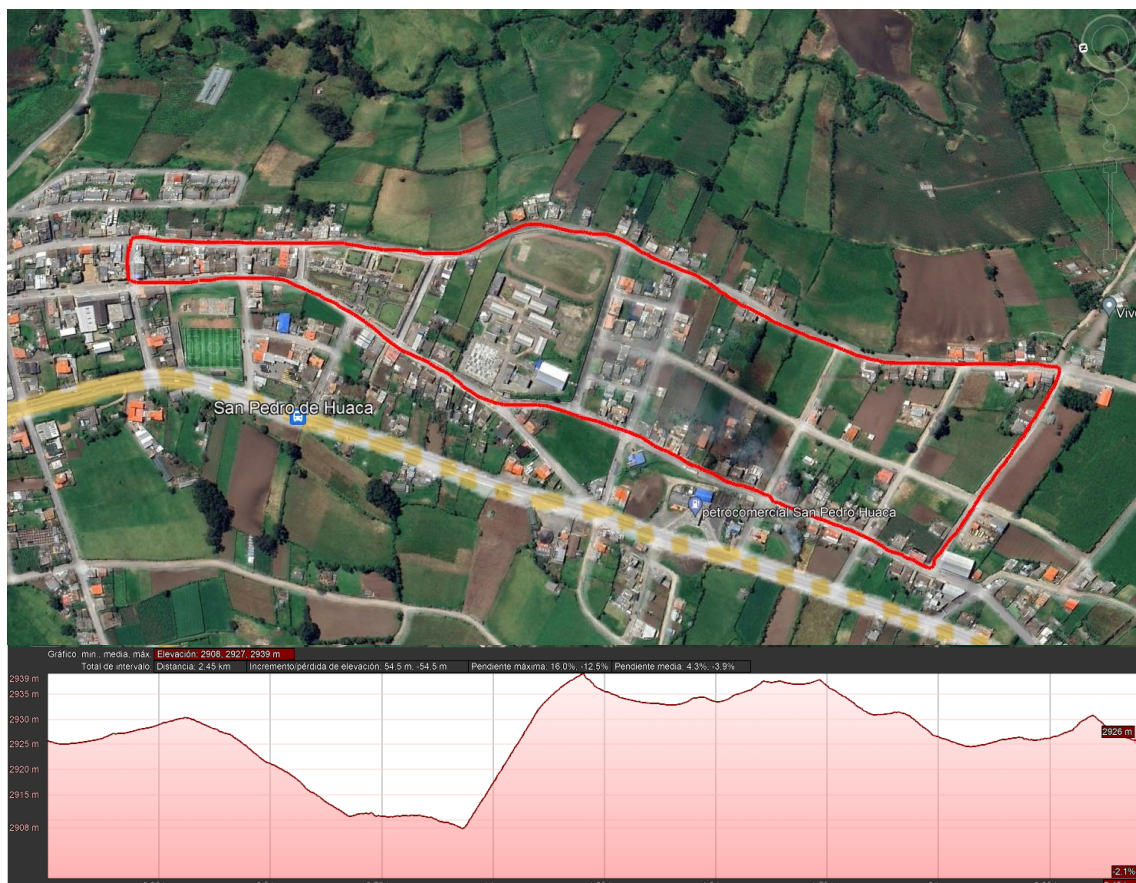 N
Vive
San Pedro de Huaca
petrocomercial San Pedro Huaca
Gráfico: mín., media, máx. Elevación: 2908, 2927, 2939 m
Total de intervalo: Distancia: 2.45 km Incremento/pérdida de elevación: 54.5 m, -54.5 m Pendiente máxima: 16.0%, -12.5% Pendiente media: 4.3%, -3.9%
2939 m
2935 m
2930 m
2926 m
2925 m
2920 m
2915 m
2908 m
-2.1%